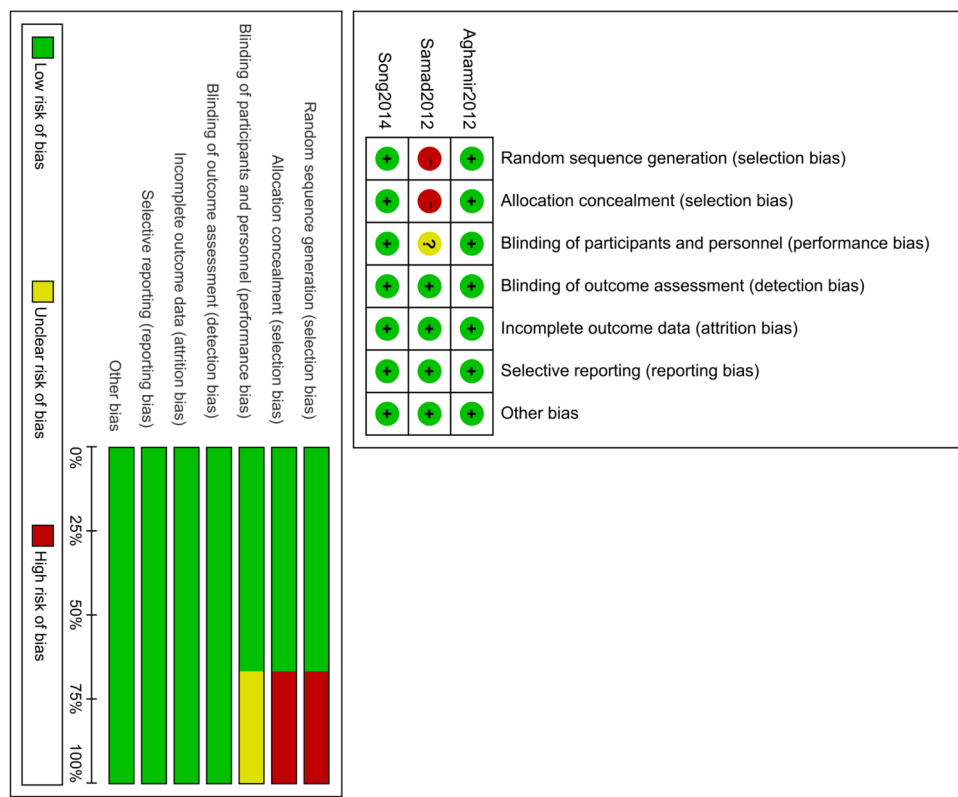 Random sequence generation (selection bias)
Allocation concealment (selection bias)
Blinding of participants and personnel (performance bias)
Blinding of outcome assessment (detection bias)
Incomplete outcome data (attrition bias)
Selective reporting (reporting bias)
Other bias
0%
25%
50%
75%
100%
Low risk of bias
Unclear risk of bias
High risk of bias
Aghamir2012
Samad2012
Song2014
+
–
+
Random sequence generation (selection bias)
+
–
+
Allocation concealment (selection bias)
+
?
+
Blinding of participants and personnel (performance bias)
+
+
+
Blinding of outcome assessment (detection bias)
+
+
+
Incomplete outcome data (attrition bias)
+
+
+
Selective reporting (reporting bias)
+
+
+
Other bias